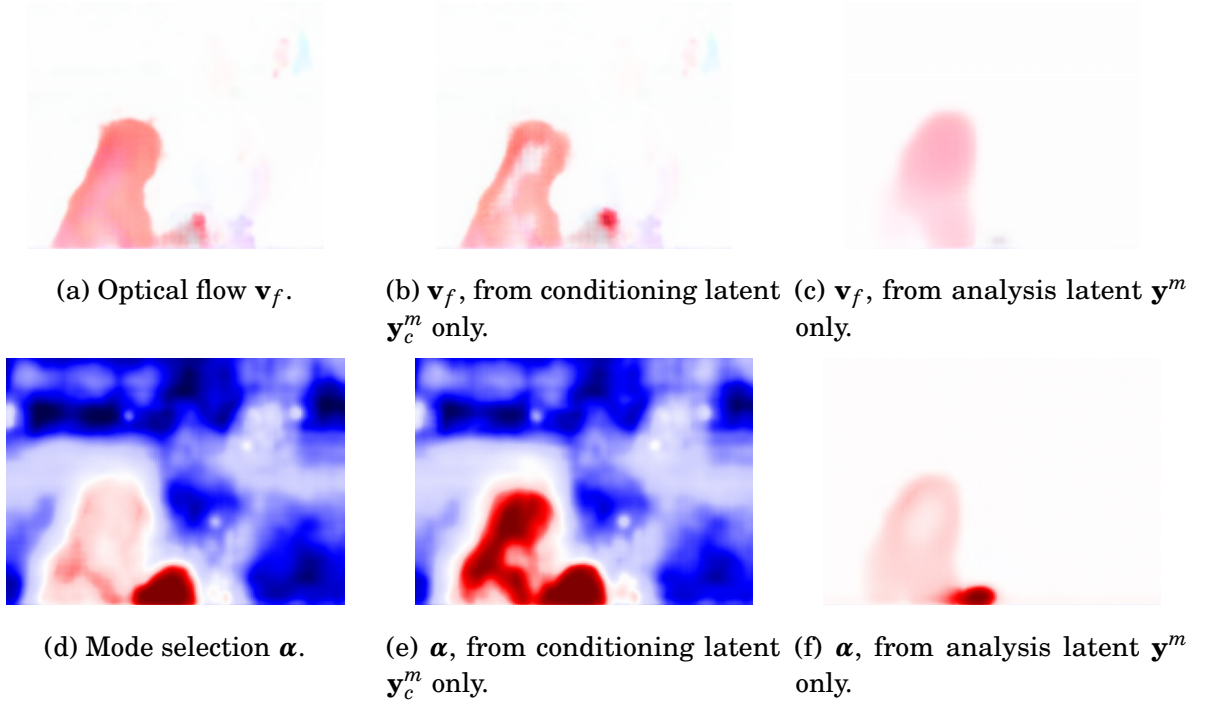 (a) Optical flow v_f.
(b) v_f, from conditioning latent
y_c^m only.
(c) v_f, from analysis latent y^m
only.
(d) Mode selection α.
(e) α, from conditioning latent
y_c^m only.
(f) α, from analysis latent y^m
only.